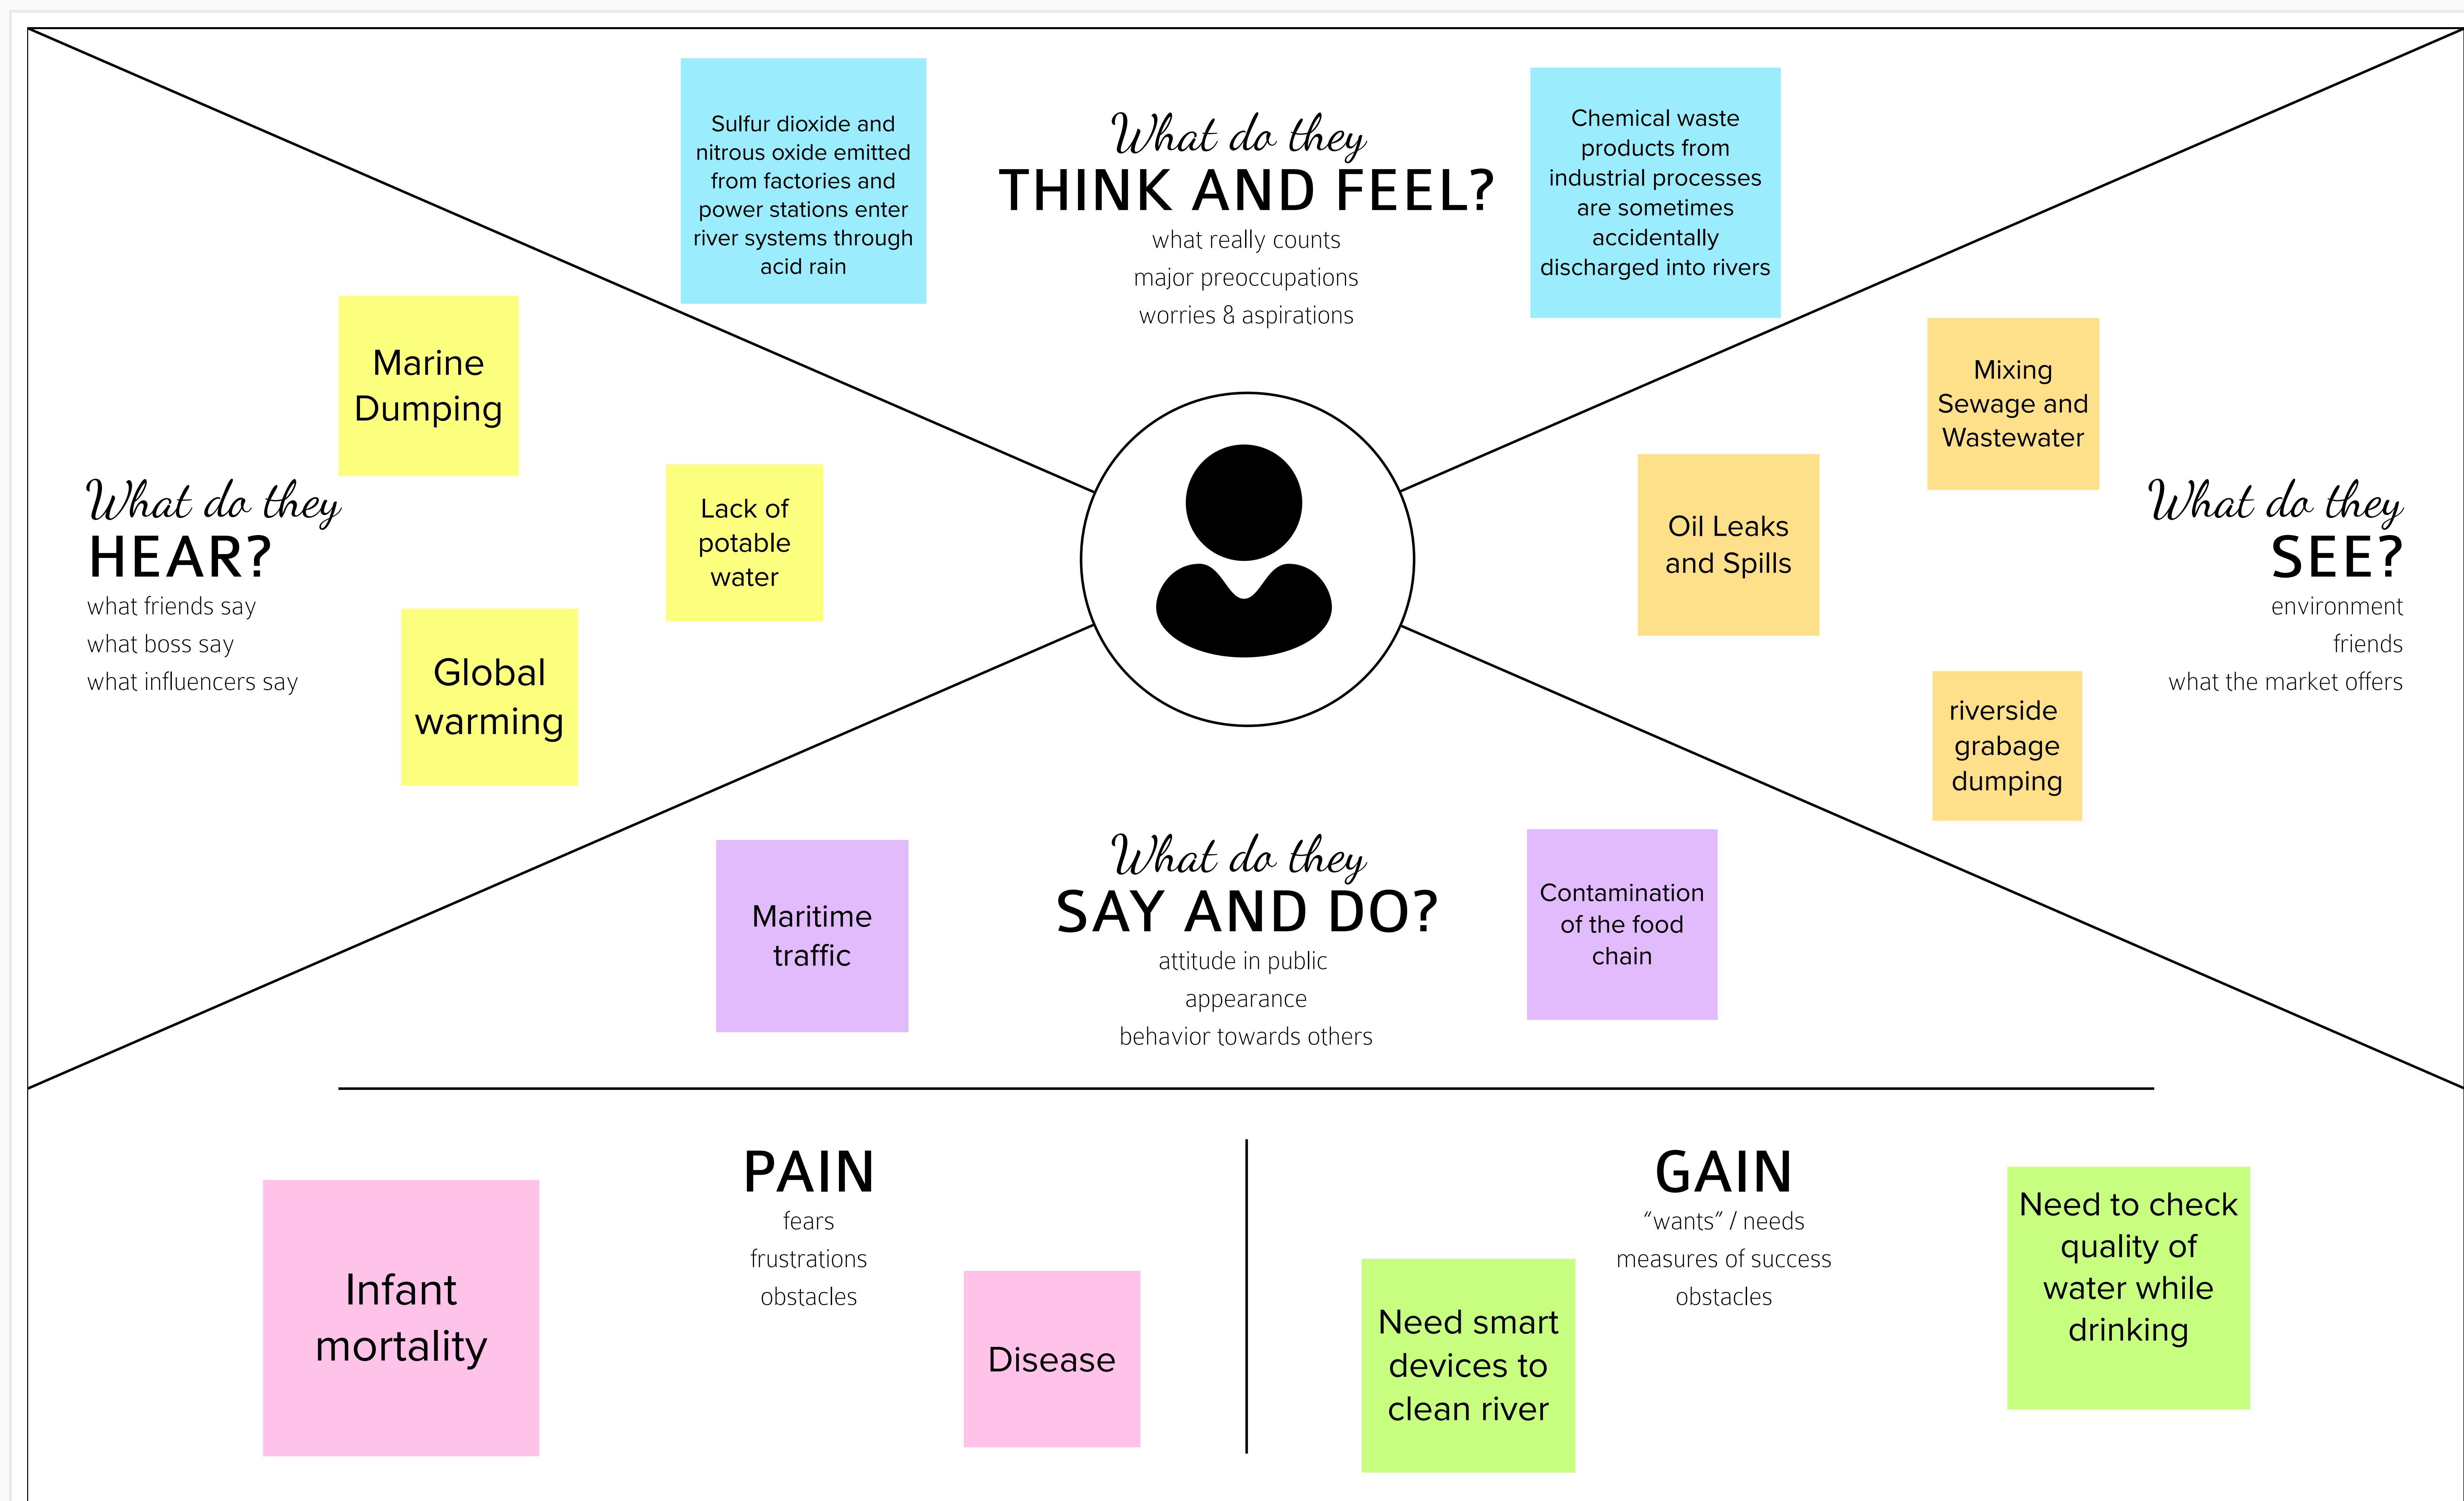 Sulfur dioxide and
nitrous oxide emitted
from factories and
power stations enter
river systems through
acid rain
What do they
THINK AND FEEL?
what really counts
major preoccupations
worries & aspirations
Chemical waste
products from
industrial processes
are sometimes
accidentally
discharged into rivers
Marine
Dumping
What do they
HEAR?
what friends say
what boss say
what influencers say
Lack of
potable
water
Global
warming
Mixing
Sewage and
Wastewater
Oil Leaks
and Spills
What do they
SEE?
environment
friends
what the market offers
riverside
grabage
dumping
Maritime
traffic
What do they
SAY AND DO?
attitude in public
appearance
behavior towards others
Contamination
of the food
chain
PAIN
fears
frustrations
obstacles
Infant
mortality
Disease
GAIN
“wants” / needs
measures of success
obstacles
Need smart
devices to
clean river
Need to check
quality of
water while
drinking